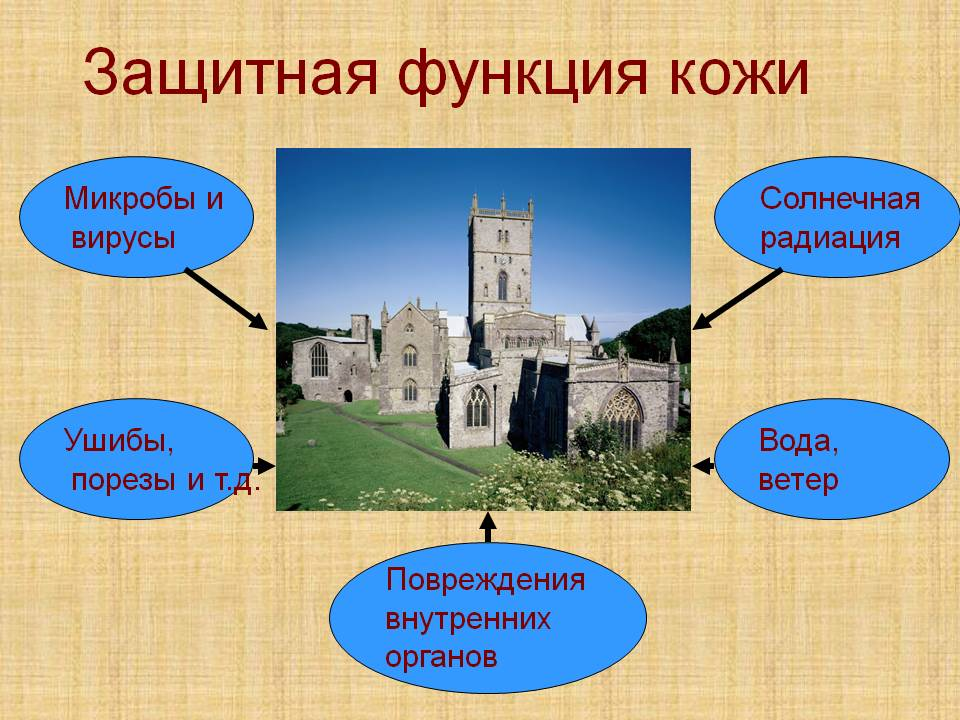 Защитная функция кожи
Микробы и
вирусы
Солнечная
радиация
Ушибы,
порезы и т.д.
Вода,
ветер
Повреждения
внутренних
органов